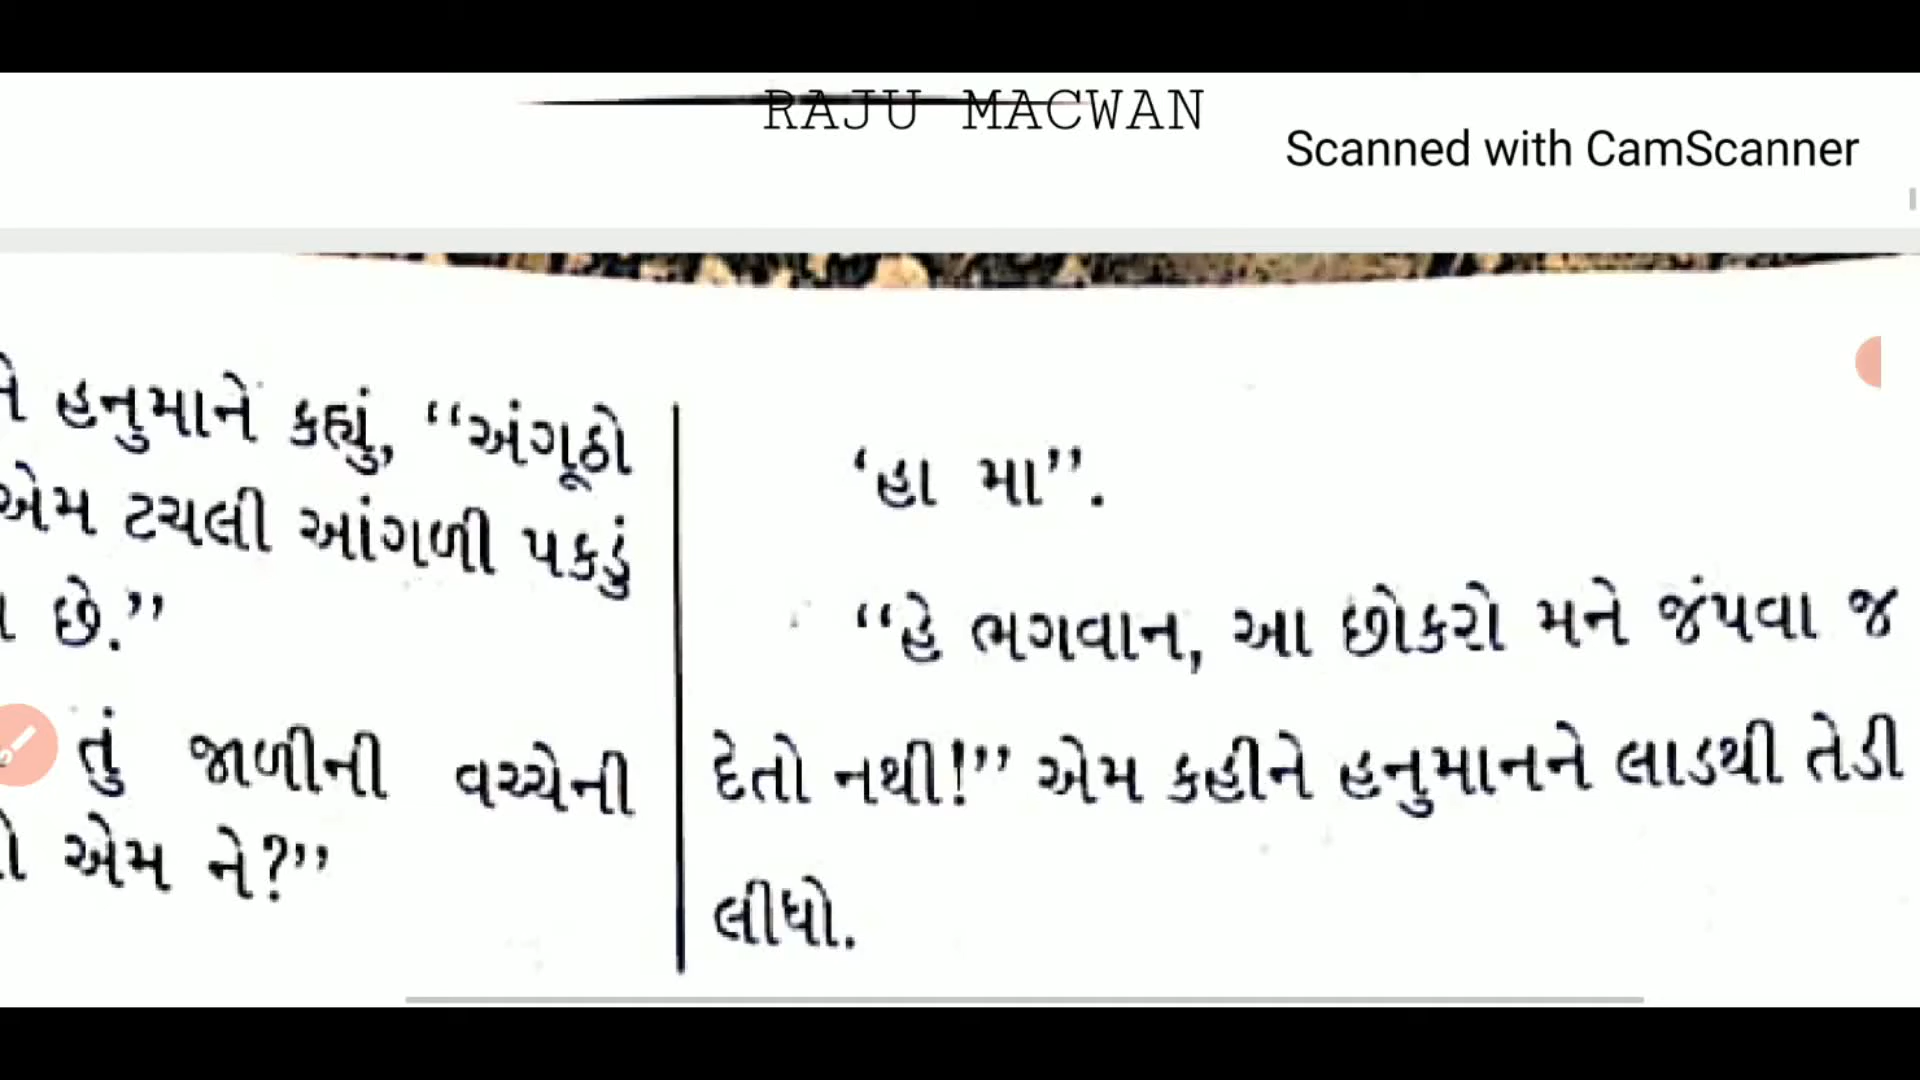 RAJU MACWAN
Scanned with CamScanner
હનુમાને કહ્યું, “અંગૂઠો
એમ ટચલી આંગળી પકડું
છે.”
તું જાળીની વચ્ચેની
એમ ને?”
‘હા મા”.
“હે ભગવાન, આ છોકરો મને જંપવા જ
દેતો નથી!” એમ કહીને હનુમાનને લાડથી તેડી
લીધો.